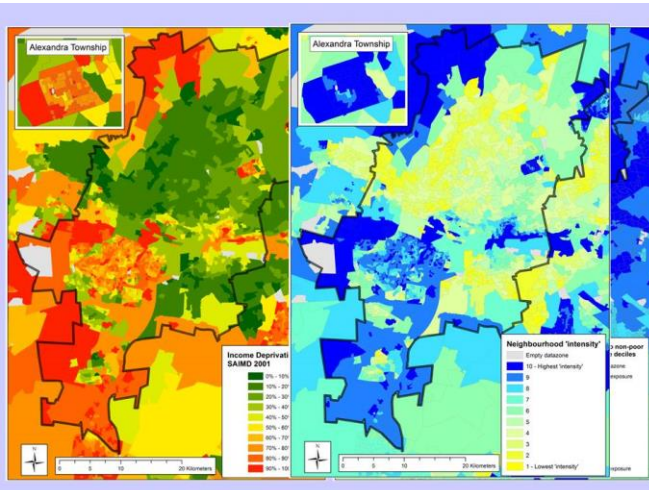 Alexandra Township
Income Deprivati
SAIMD 2001
0% - 10%
10% - 20°
20% - 30°
30% - 40°
40% - 50°
50% - 60°
60% - 70°
70% - 80°
80% - 90°
90% - 100
N
0 5 10 20 Kilometers
Alexandra Township
Neighbourhood 'intensity'
Empty datazone
10 - Highest 'intensity'
9
8
7
6
5
4
3
2
1 - Lowest 'intensity'
N
0 5 10 20 Kilometers
o non-poor
deciles
azone
exposure
exposure